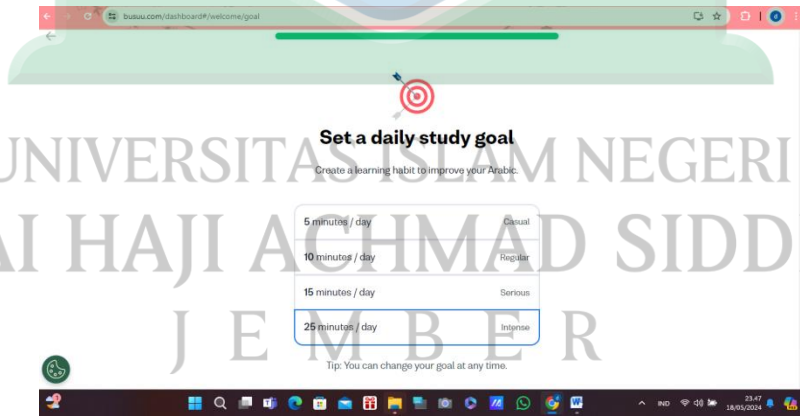 busuu.com/dashboard#/welcome/goal
Set a daily study goal
UNIVERSITAS ISLAM NEGERI
Create a learning habit to improve your Arabic.
5 minutes / day Casual
AI HAJI ACHMAD SIDD
10 minutes / day Regular
15 minutes / day Serious
25 minutes / day Intense
JEMBER
Tip: You can change your goal at any time.
IND
23.47
18/05/2024